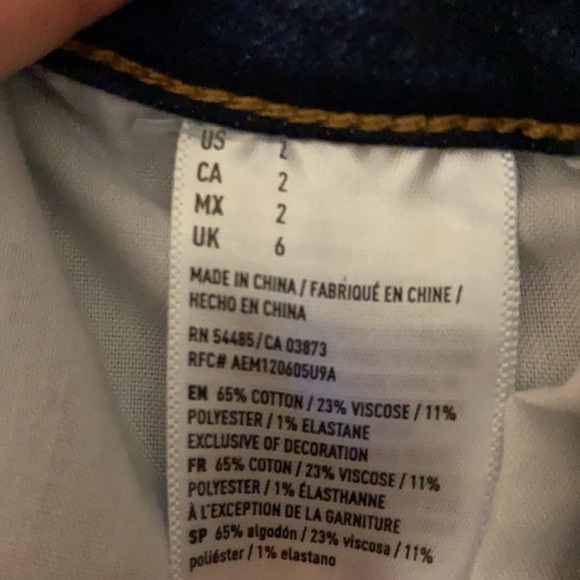 US 2
CA 2
MX 2
UK 6
MADE IN CHINA / FABRIQUÉ EN CHINE /
HECHO EN CHINA
RN 54485/CA 03873
RFC# AEM120605U9A
EN 65% COTTON / 23% VISCOSE / 11%
POLYESTER / 1% ELASTANE
EXCLUSIVE OF DECORATION
FR 65% COTON / 23% VISCOSE / 11%
POLYESTER / 1% ÉLASTHANNE
À L'EXCEPTION DE LA GARNITURE
SP 65% algodón / 23% viscosa / 11%
poliéster / 1% elastano